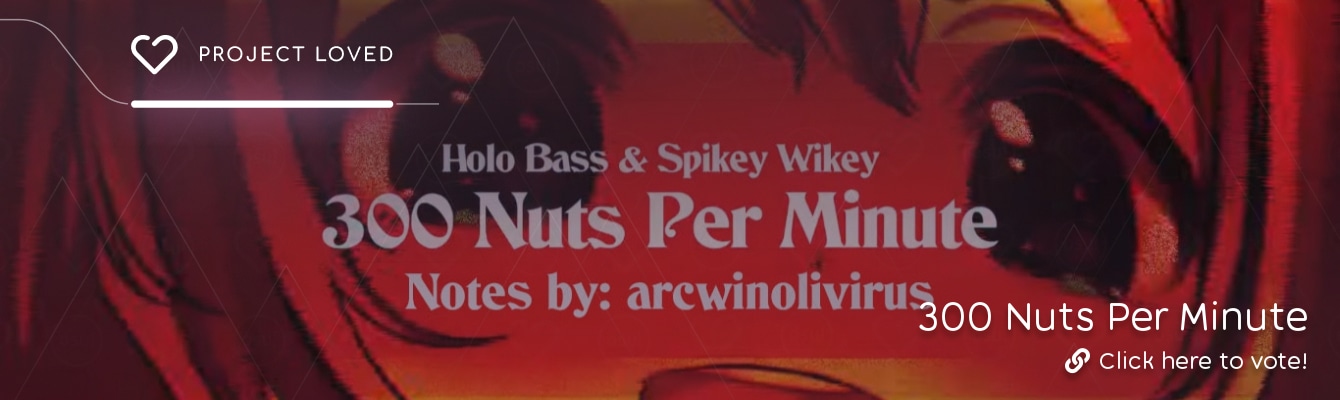 PROJECT LOVED
Holo Bass & Spikey Wikey
300 Nuts Per Minute
Notes by: arcwinolivirus
300 Nuts Per Minute
Click here to vote!